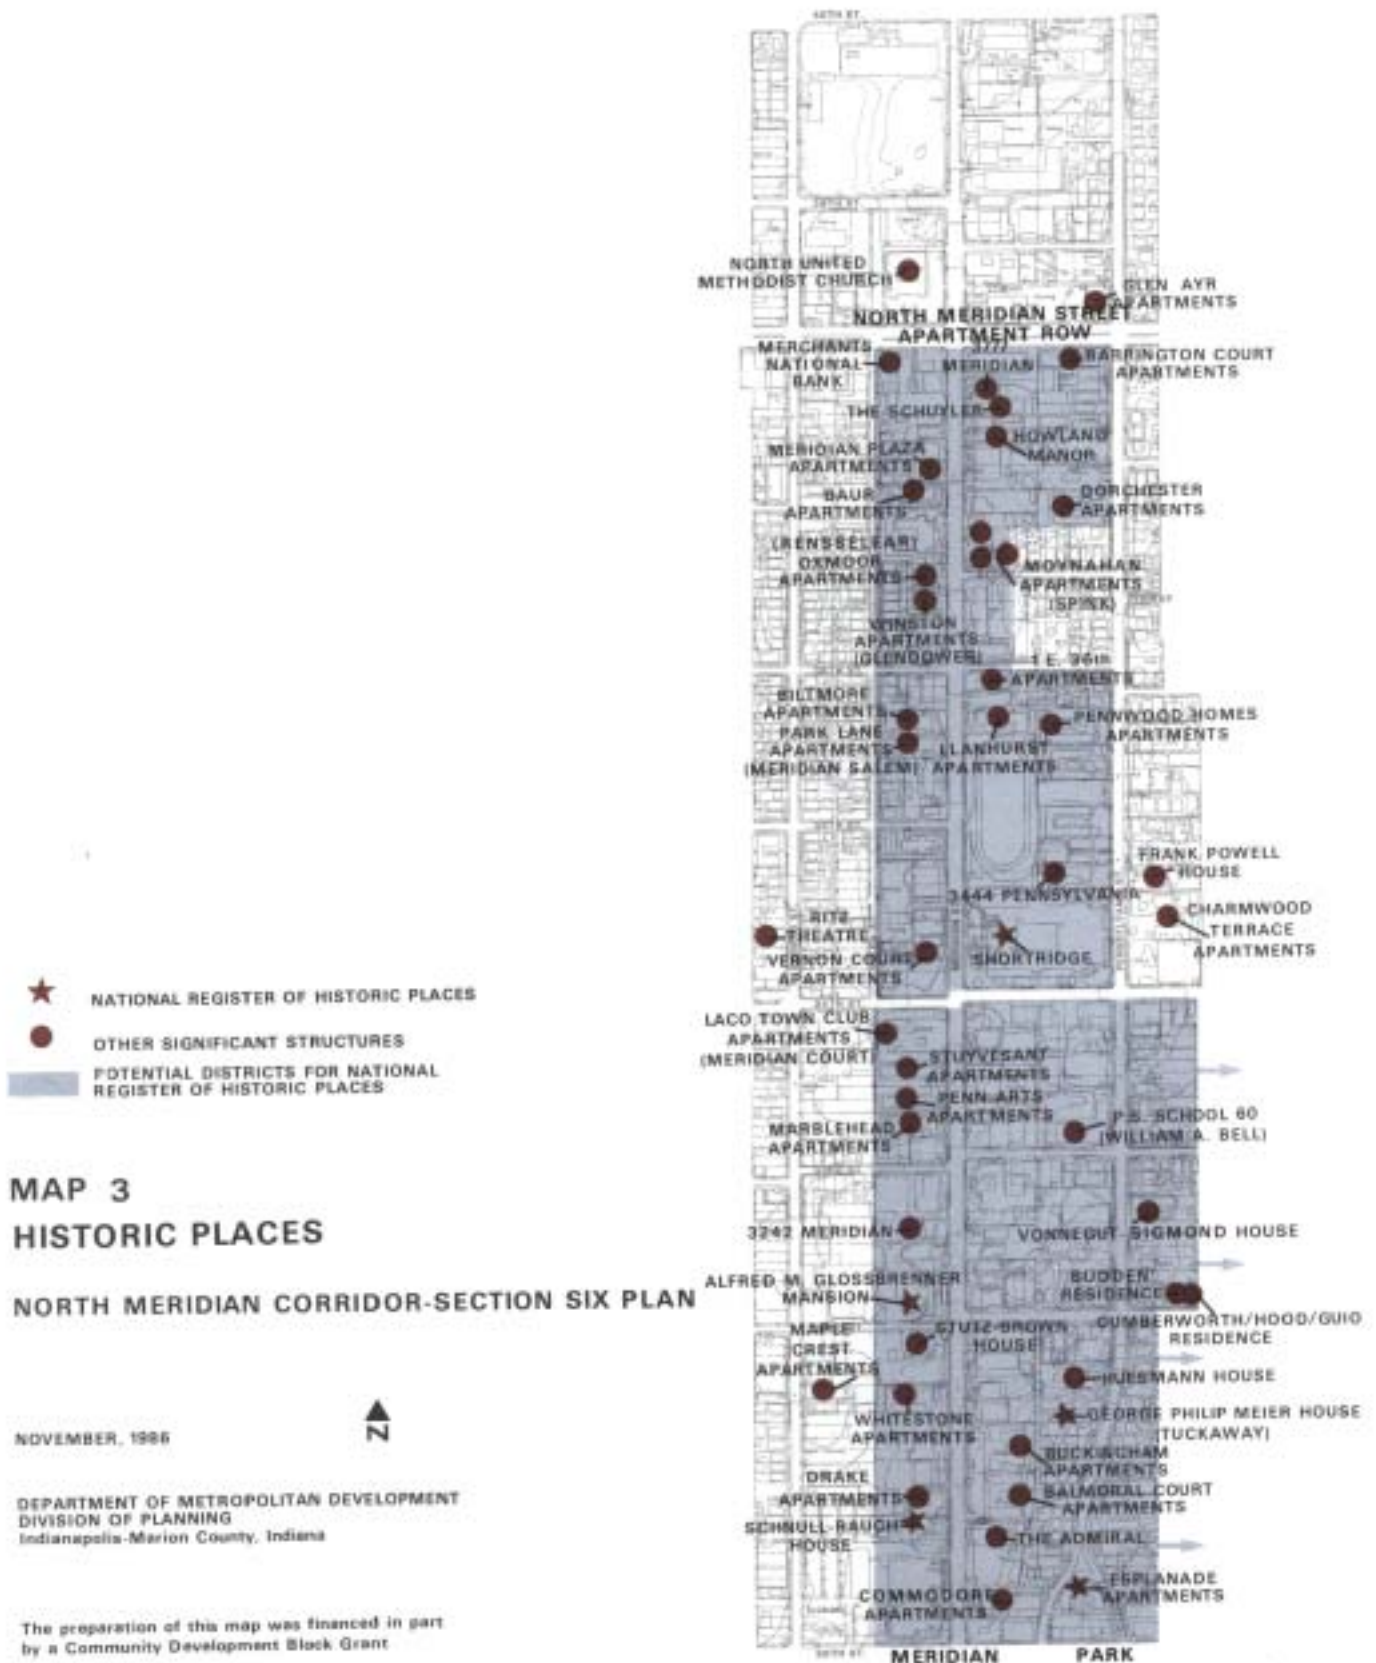 40TH ST.
NORTH UNITED
METHODIST CHURCH
GLEN AYR
APARTMENTS
NORTH MERIDIAN STREET
APARTMENT ROW
MERCHANTS
NATIONAL
BANK
3777
MERIDIAN
BARRINGTON COURT
APARTMENTS
THE SCHUYLER
HOWLAND
MANOR
MERIDIAN PLAZA
APARTMENTS
BAUR
APARTMENTS
DORCHESTER
APARTMENTS
(RENSSELEAR)
OXMOOR
APARTMENTS
MOYNAHAN
APARTMENTS
(SPINK)
WINSTON
APARTMENTS
(GLENDOWER)
1 E. 36th
APARTMENTS
BILTMORE
APARTMENTS
PARK LANE
APARTMENTS
(MERIDIAN SALEM)
LLANHURST
APARTMENTS
PENNWOOD HOMES
APARTMENTS
FRANK POWELL
HOUSE
3444 PENNSYLVANIA
CHARMWOOD
TERRACE
APARTMENTS
RITZ
THEATRE
VERNON COURT
APARTMENTS
SHORTRIDGE
NATIONAL REGISTER OF HISTORIC PLACES
OTHER SIGNIFICANT STRUCTURES
POTENTIAL DISTRICTS FOR NATIONAL
REGISTER OF HISTORIC PLACES
LACO TOWN CLUB
APARTMENTS
(MERIDIAN COURT)
STUYVESANT
APARTMENTS
PENN ARTS
APARTMENTS
MARBLEHEAD
APARTMENTS
P.S. SCHOOL 60
(WILLIAM A. BELL)
MAP 3
HISTORIC PLACES
NORTH MERIDIAN CORRIDOR-SECTION SIX PLAN
3242 MERIDIAN
VONNEGUT SIGMOND HOUSE
ALFRED M. GLOSSBRENNER
MANSION
BUDDEN
RESIDENCE
CUMBERWORTH/HOOD/GUIO
RESIDENCE
MAPLE
CREST
APARTMENTS
STUTZ-BROWN
HOUSE
HUESMANN HOUSE
WHITESTONE
APARTMENTS
GEORGE PHILIP MEIER HOUSE
(TUCKAWAY)
BUCKINGHAM
APARTMENTS
DRAKE
APARTMENTS
BALMORAL COURT
APARTMENTS
SCHNULL-RAUCH
HOUSE
THE ADMIRAL
ESPLANADE
APARTMENTS
COMMODORE
APARTMENTS
MERIDIAN PARK
N
NOVEMBER, 1986
DEPARTMENT OF METROPOLITAN DEVELOPMENT
DIVISION OF PLANNING
Indianapolis-Marion County, Indiana
The preparation of this map was financed in part
by a Community Development Block Grant